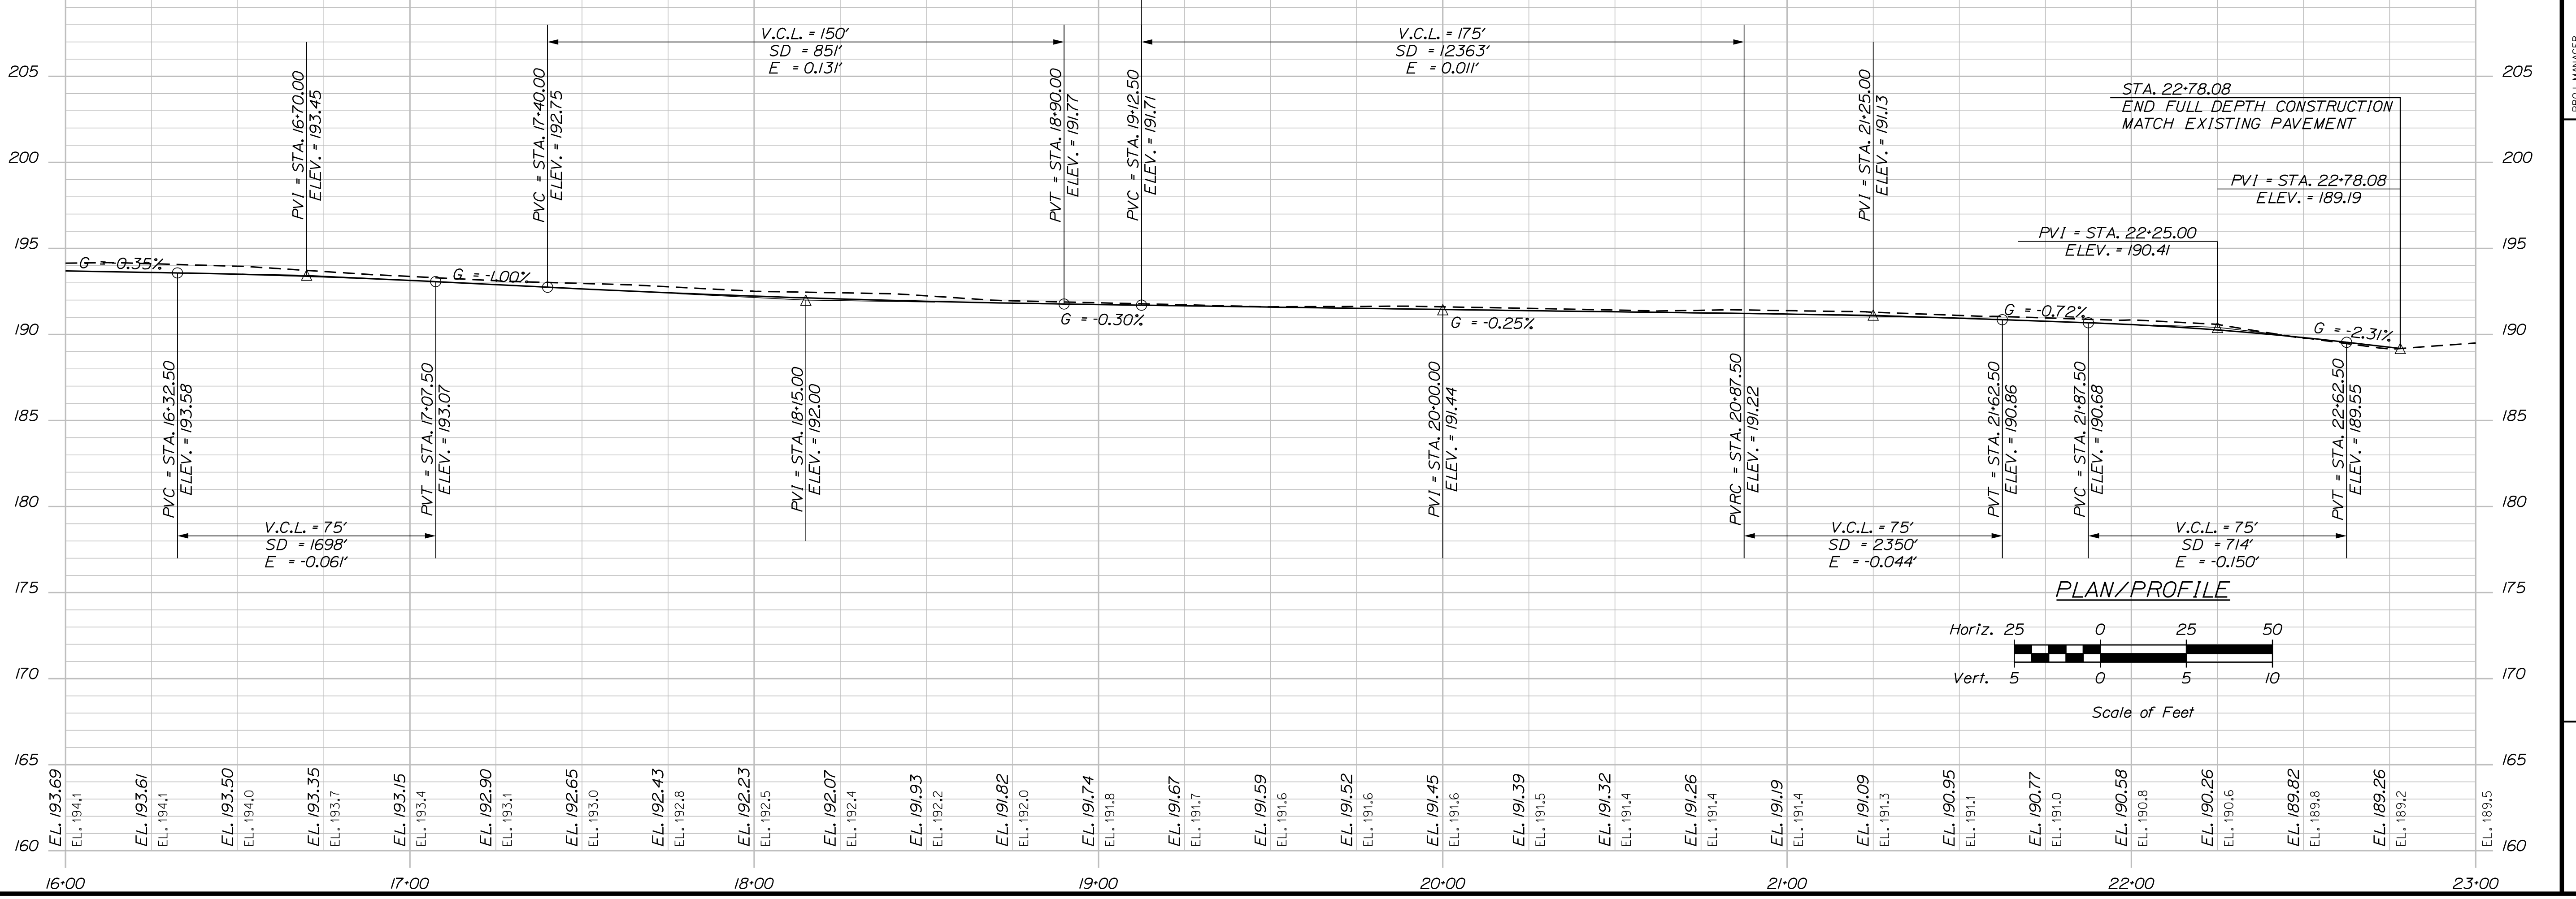 V.C.L. = 150'
SD = 851'
E = 0.131'
V.C.L. = 175'
SD = 12363'
E = 0.011'
205
205
200
200
195
195
190
190
185
185
180
180
175
175
170
170
165
165
160
160
PVI = STA. 16+70.00
ELEV. = 193.45
PVC = STA. 17+40.00
ELEV. = 192.75
PVT = STA. 18+90.00
ELEV. = 191.77
PVC = STA. 19+12.50
ELEV. = 191.71
PVI = STA. 21+25.00
ELEV. = 191.13
STA. 22+78.08
END FULL DEPTH CONSTRUCTION
MATCH EXISTING PAVEMENT
PVI = STA. 22+78.08
ELEV. = 189.19
PVI = STA. 22+25.00
ELEV. = 190.41
G = -0.35%
G = -1.00%
G = -0.30%
G = -0.25%
G = -0.72%
G = -2.31%
PVC = STA. 16+32.50
ELEV. = 193.58
PVT = STA. 17+07.50
ELEV. = 193.07
PVI = STA. 18+15.00
ELEV. = 192.00
PVI = STA. 20+00.00
ELEV. = 191.44
PVRC = STA. 20+87.50
ELEV. = 191.22
PVT = STA. 21+62.50
ELEV. = 190.86
PVC = STA. 21+87.50
ELEV. = 190.68
PVT = STA. 22+62.50
ELEV. = 189.55
V.C.L. = 75'
SD = 1698'
E = -0.061'
V.C.L. = 75'
SD = 2350'
E = -0.044'
V.C.L. = 75'
SD = 714'
E = -0.150'
PLAN/PROFILE
Horiz. 25 0 25 50
Vert. 5 0 5 10
Scale of Feet
EL. 193.69
EL. 194.1
EL. 193.61
EL. 194.1
EL. 193.50
EL. 194.0
EL. 193.35
EL. 193.7
EL. 193.15
EL. 193.4
EL. 192.90
EL. 193.1
EL. 192.65
EL. 193.0
EL. 192.43
EL. 192.8
EL. 192.23
EL. 192.5
EL. 192.07
EL. 192.4
EL. 191.93
EL. 192.2
EL. 191.82
EL. 192.0
EL. 191.74
EL. 191.8
EL. 191.67
EL. 191.7
EL. 191.59
EL. 191.6
EL. 191.52
EL. 191.6
EL. 191.45
EL. 191.6
EL. 191.39
EL. 191.5
EL. 191.32
EL. 191.4
EL. 191.26
EL. 191.4
EL. 191.19
EL. 191.4
EL. 191.09
EL. 191.3
EL. 190.95
EL. 191.1
EL. 190.77
EL. 191.0
EL. 190.58
EL. 190.8
EL. 190.26
EL. 190.6
EL. 189.82
EL. 189.8
EL. 189.26
EL. 189.2
EL. 189.5
16+00 17+00 18+00 19+00 20+00 21+00 22+00 23+00